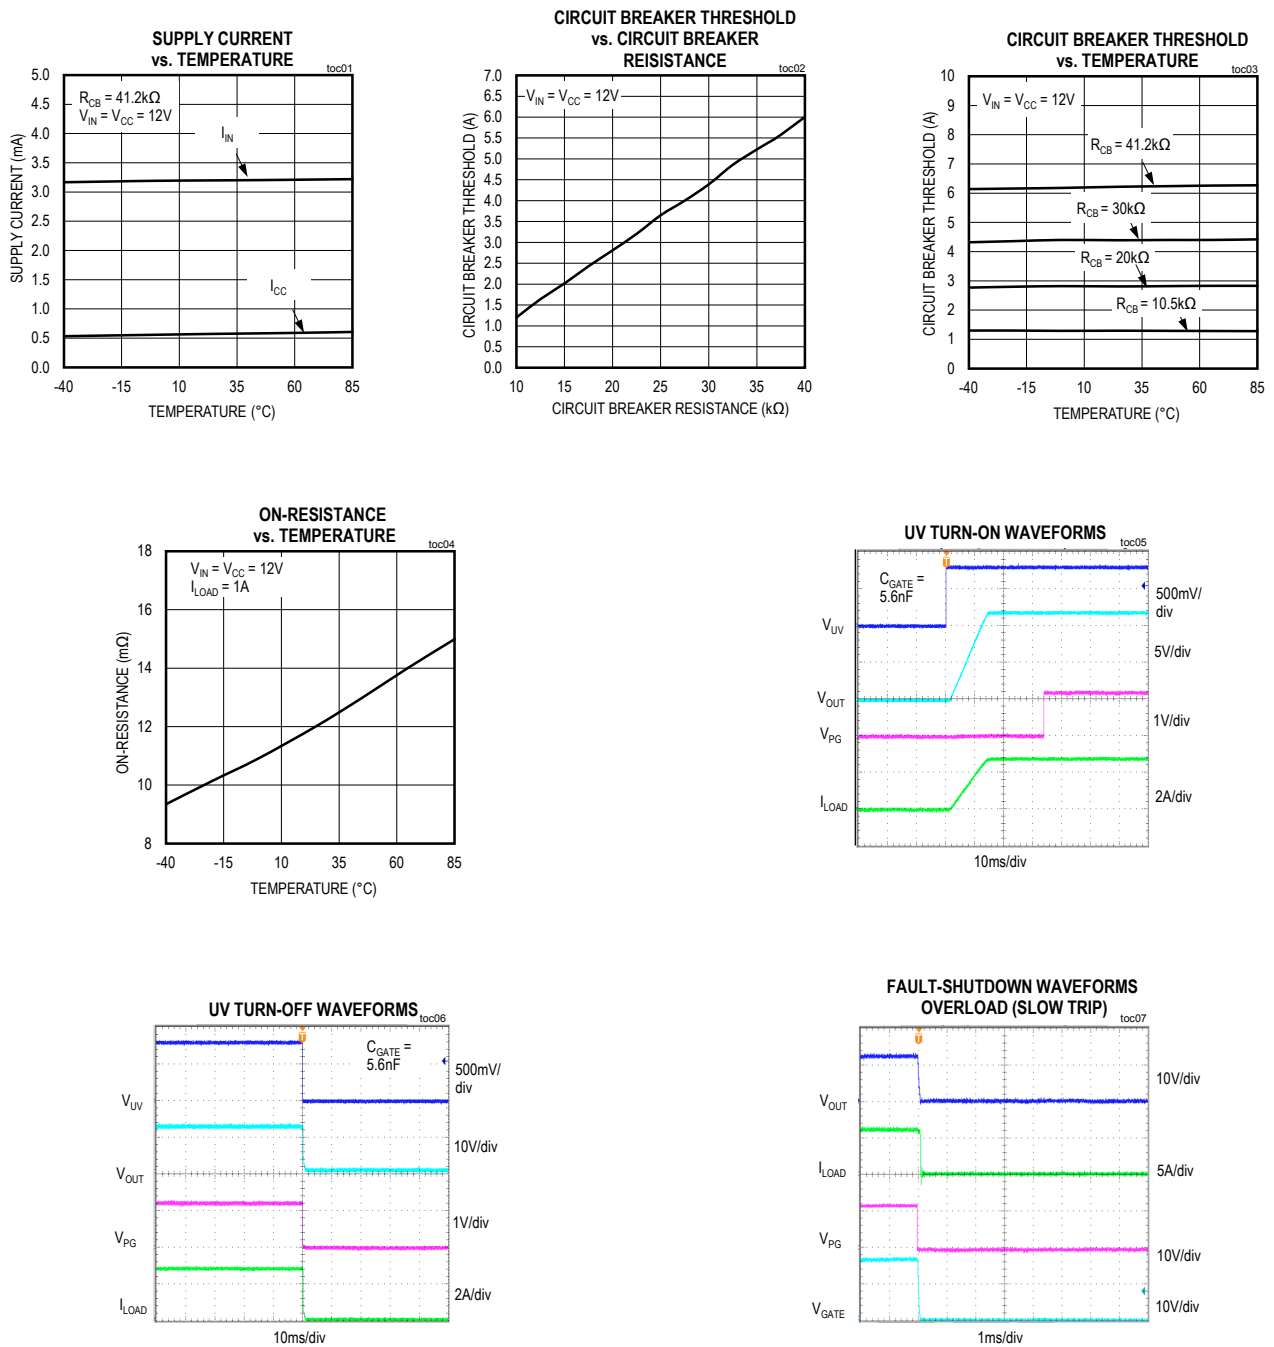 SUPPLY CURRENT
vs. TEMPERATURE
toc01
5.0
4.5
4.0
3.5
3.0
2.5
2.0
1.5
1.0
0.5
0.0
SUPPLY CURRENT (mA)
RCB = 41.2kΩ
VIN = VCC = 12V
IIN
ICC
-40 -15 10 35 60 85
TEMPERATURE (°C)
CIRCUIT BREAKER THRESHOLD
vs. CIRCUIT BREAKER
REISISTANCE
toc02
7.0
6.5
6.0
5.5
5.0
4.5
4.0
3.5
3.0
2.5
2.0
1.5
1.0
0.5
0.0
CIRCUIT BREAKER THRESHOLD (A)
VIN = VCC = 12V
10 15 20 25 30 35 40
CIRCUIT BREAKER RESISTANCE (kΩ)
CIRCUIT BREAKER THRESHOLD
vs. TEMPERATURE
toc03
10
9
8
7
6
5
4
3
2
1
0
CIRCUIT BREAKER THRESHOLD (A)
VIN = VCC = 12V
RCB = 41.2kΩ
RCB = 30kΩ
RCB = 20kΩ
RCB = 10.5kΩ
-40 -15 10 35 60 85
TEMPERATURE (°C)
ON-RESISTANCE
vs. TEMPERATURE
toc04
18
16
14
12
10
8
ON-RESISTANCE (mΩ)
VIN = VCC = 12V
ILOAD = 1A
-40 -15 10 35 60 85
TEMPERATURE (°C)
UV TURN-ON WAVEFORMS
toc05
T
CGATE =
5.6nF
VUV
VOUT
VPG
ILOAD
500mV/
div
5V/div
1V/div
2A/div
10ms/div
UV TURN-OFF WAVEFORMS
toc06
T
CGATE =
5.6nF
VUV
VOUT
VPG
ILOAD
500mV/
div
10V/div
1V/div
2A/div
10ms/div
FAULT-SHUTDOWN WAVEFORMS
OVERLOAD (SLOW TRIP)
toc07
T
VOUT
ILOAD
VPG
VGATE
10V/div
5A/div
10V/div
10V/div
1ms/div